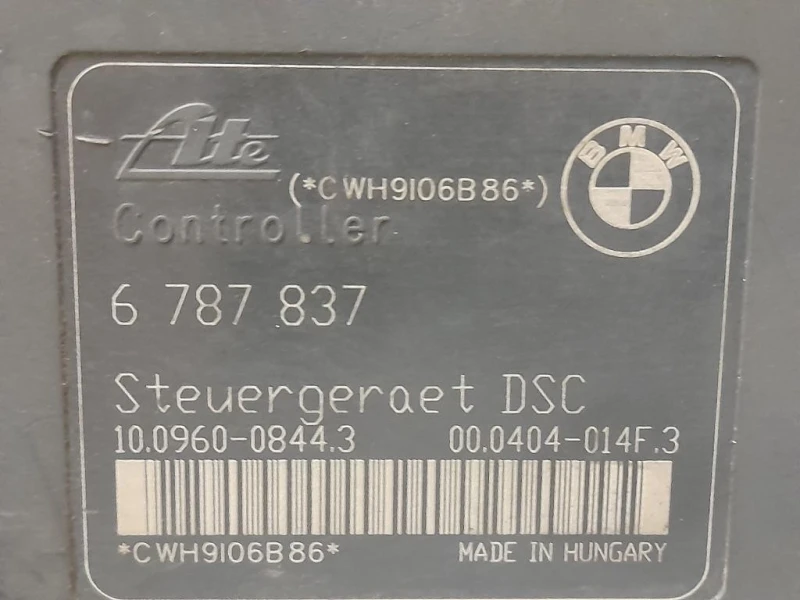 Ate
BMW
(*CWH9106B86*)
Controller
6 787 837
Steuergeraet DSC
10.0960-0844.3 00.0404-014F.3
*CWH9106B86* MADE IN HUNGARY